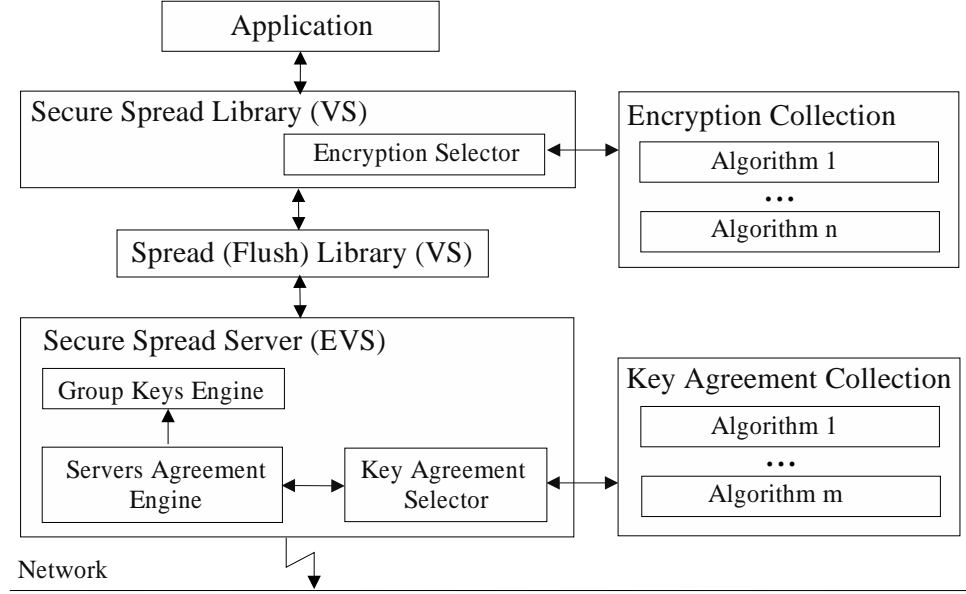 Application
Secure Spread Library (VS)
Encryption Selector
Encryption Collection
Algorithm 1
...
Algorithm n
Spread (Flush) Library (VS)
Secure Spread Server (EVS)
Group Keys Engine
Servers Agreement
Engine
Key Agreement
Selector
Key Agreement Collection
Algorithm 1
...
Algorithm m
Network